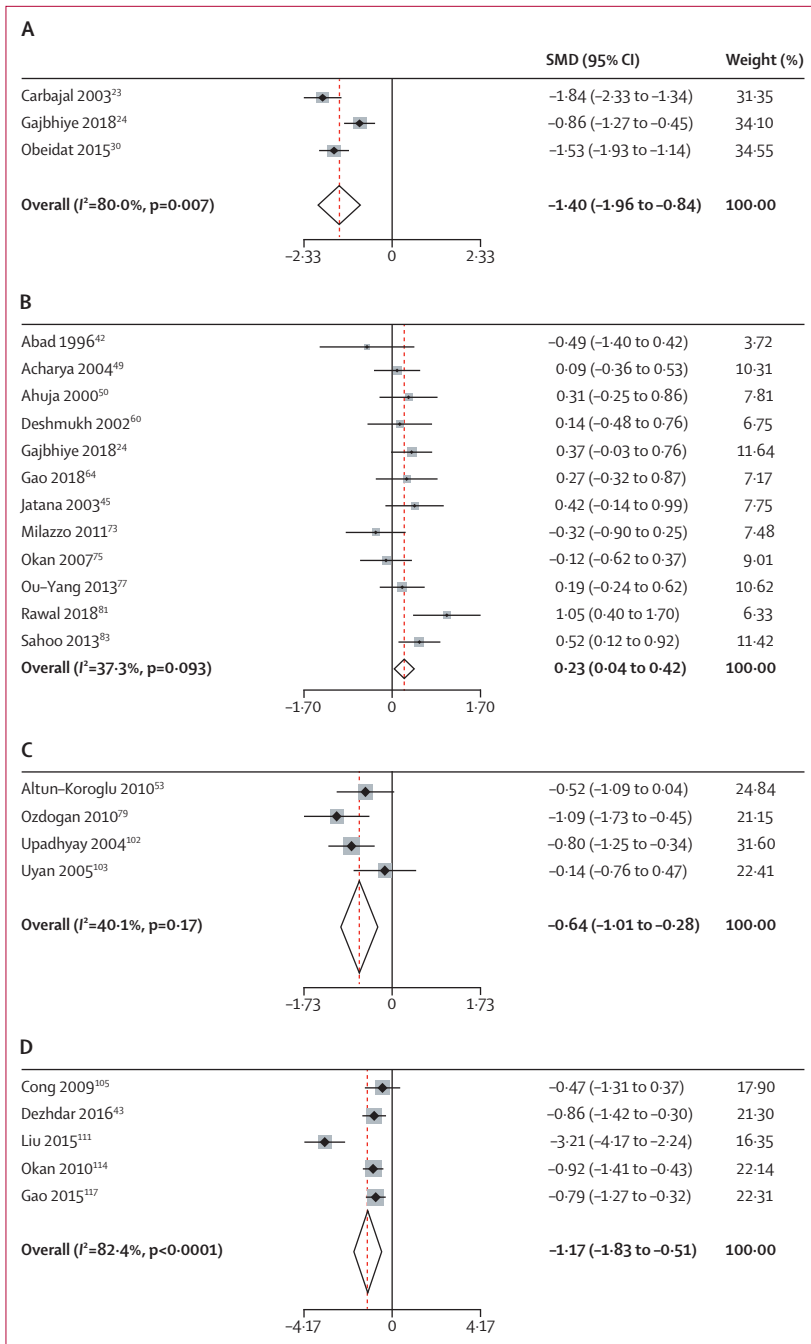 A
SMD (95% CI) Weight (%)
Carbajal 2003²³ −1·84 (−2·33 to −1·34) 31·35
Gajbhiye 2018²⁴ −0·86 (−1·27 to −0·45) 34·10
Obeidat 2015³⁰ −1·53 (−1·93 to −1·14) 34·55
Overall (I²=80·0%, p=0·007) −1·40 (−1·96 to −0·84) 100·00
−2·33 0 2·33
B
Abad 1996⁴² −0·49 (−1·40 to 0·42) 3·72
Acharya 2004⁴⁹ 0·09 (−0·36 to 0·53) 10·31
Ahuja 2000⁵⁰ 0·31 (−0·25 to 0·86) 7·81
Deshmukh 2002⁶⁰ 0·14 (−0·48 to 0·76) 6·75
Gajbhiye 2018²⁴ 0·37 (−0·03 to 0·76) 11·64
Gao 2018⁶⁴ 0·27 (−0·32 to 0·87) 7·17
Jatana 2003⁴⁵ 0·42 (−0·14 to 0·99) 7·75
Milazzo 2011⁷³ −0·32 (−0·90 to 0·25) 7·48
Okan 2007⁷⁵ −0·12 (−0·62 to 0·37) 9·01
Ou–Yang 2013⁷⁷ 0·19 (−0·24 to 0·62) 10·62
Rawal 2018⁸¹ 1·05 (0·40 to 1·70) 6·33
Sahoo 2013⁸³ 0·52 (0·12 to 0·92) 11·42
Overall (I²=37·3%, p=0·093) 0·23 (0·04 to 0·42) 100·00
−1·70 0 1·70
C
Altun–Koroglu 2010⁵³ −0·52 (−1·09 to 0·04) 24·84
Ozdogan 2010⁷⁹ −1·09 (−1·73 to −0·45) 21·15
Upadhyay 2004¹⁰² −0·80 (−1·25 to −0·34) 31·60
Uyan 2005¹⁰³ −0·14 (−0·76 to 0·47) 22·41
Overall (I²=40·1%, p=0·17) −0·64 (−1·01 to −0·28) 100·00
−1·73 0 1·73
D
Cong 2009¹⁰⁵ −0·47 (−1·31 to 0·37) 17·90
Dezhdar 2016⁴³ −0·86 (−1·42 to −0·30) 21·30
Liu 2015¹¹¹ −3·21 (−4·17 to −2·24) 16·35
Okan 2010¹¹⁴ −0·92 (−1·41 to −0·43) 22·14
Gao 2015¹¹⁷ −0·79 (−1·27 to −0·32) 22·31
Overall (I²=82·4%, p<0·0001) −1·17 (−1·83 to −0·51) 100·00
−4·17 0 4·17